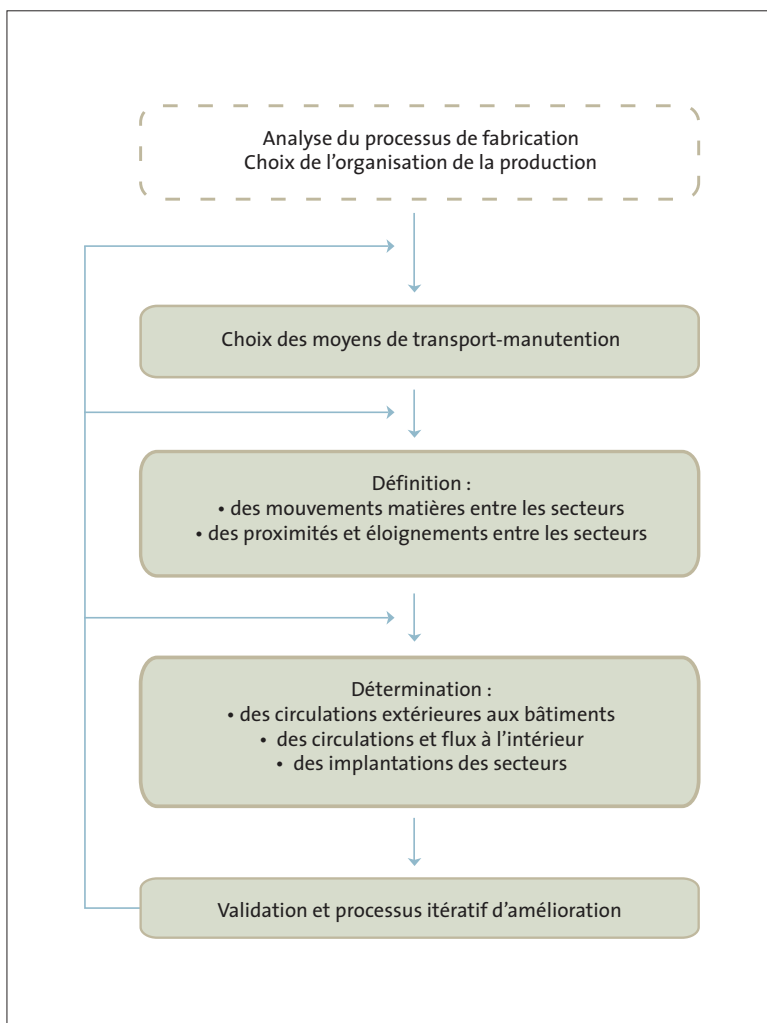 Analyse du processus de fabrication
Choix de l’organisation de la production
Choix des moyens de transport-manutention
Définition :
• des mouvements matières entre les secteurs
• des proximités et éloignements entre les secteurs
Détermination :
• des circulations extérieures aux bâtiments
• des circulations et flux à l’intérieur
• des implantations des secteurs
Validation et processus itératif d’amélioration